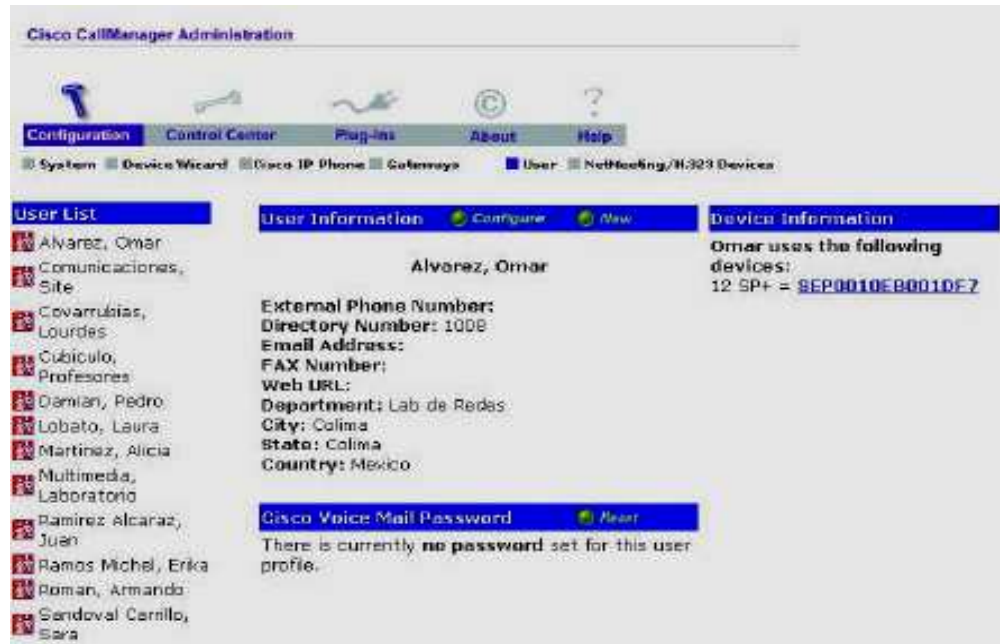 Cisco CallManager Administration
Configuration Control Center Plug-Ins About Help
System Device Wizard Cisco IP Phone Gateways User NetMeeting/H.323 Devices
User List
Alvarez, Omar
Comunicaciones,
Site
Covarrubias,
Lourdes
Cubiculo,
Profesores
Damian, Pedro
Lobato, Laura
Martinez, Alicia
Multimedia,
Laboratorio
Ramirez Alcaraz,
Juan
Ramos Michel, Erika
Roman, Armando
Sandoval Carrillo,
Sara
User Information Configure New
Alvarez, Omar
External Phone Number:
Directory Number: 1008
Email Address:
FAX Number:
Web URL:
Department: Lab de Redes
City: Colima
State: Colima
Country: Mexico
Cisco Voice Mail Password Reset
There is currently no password set for this user
profile.
Device Information
Omar uses the following
devices:
12 SP+ = SEP0010EB001DF7